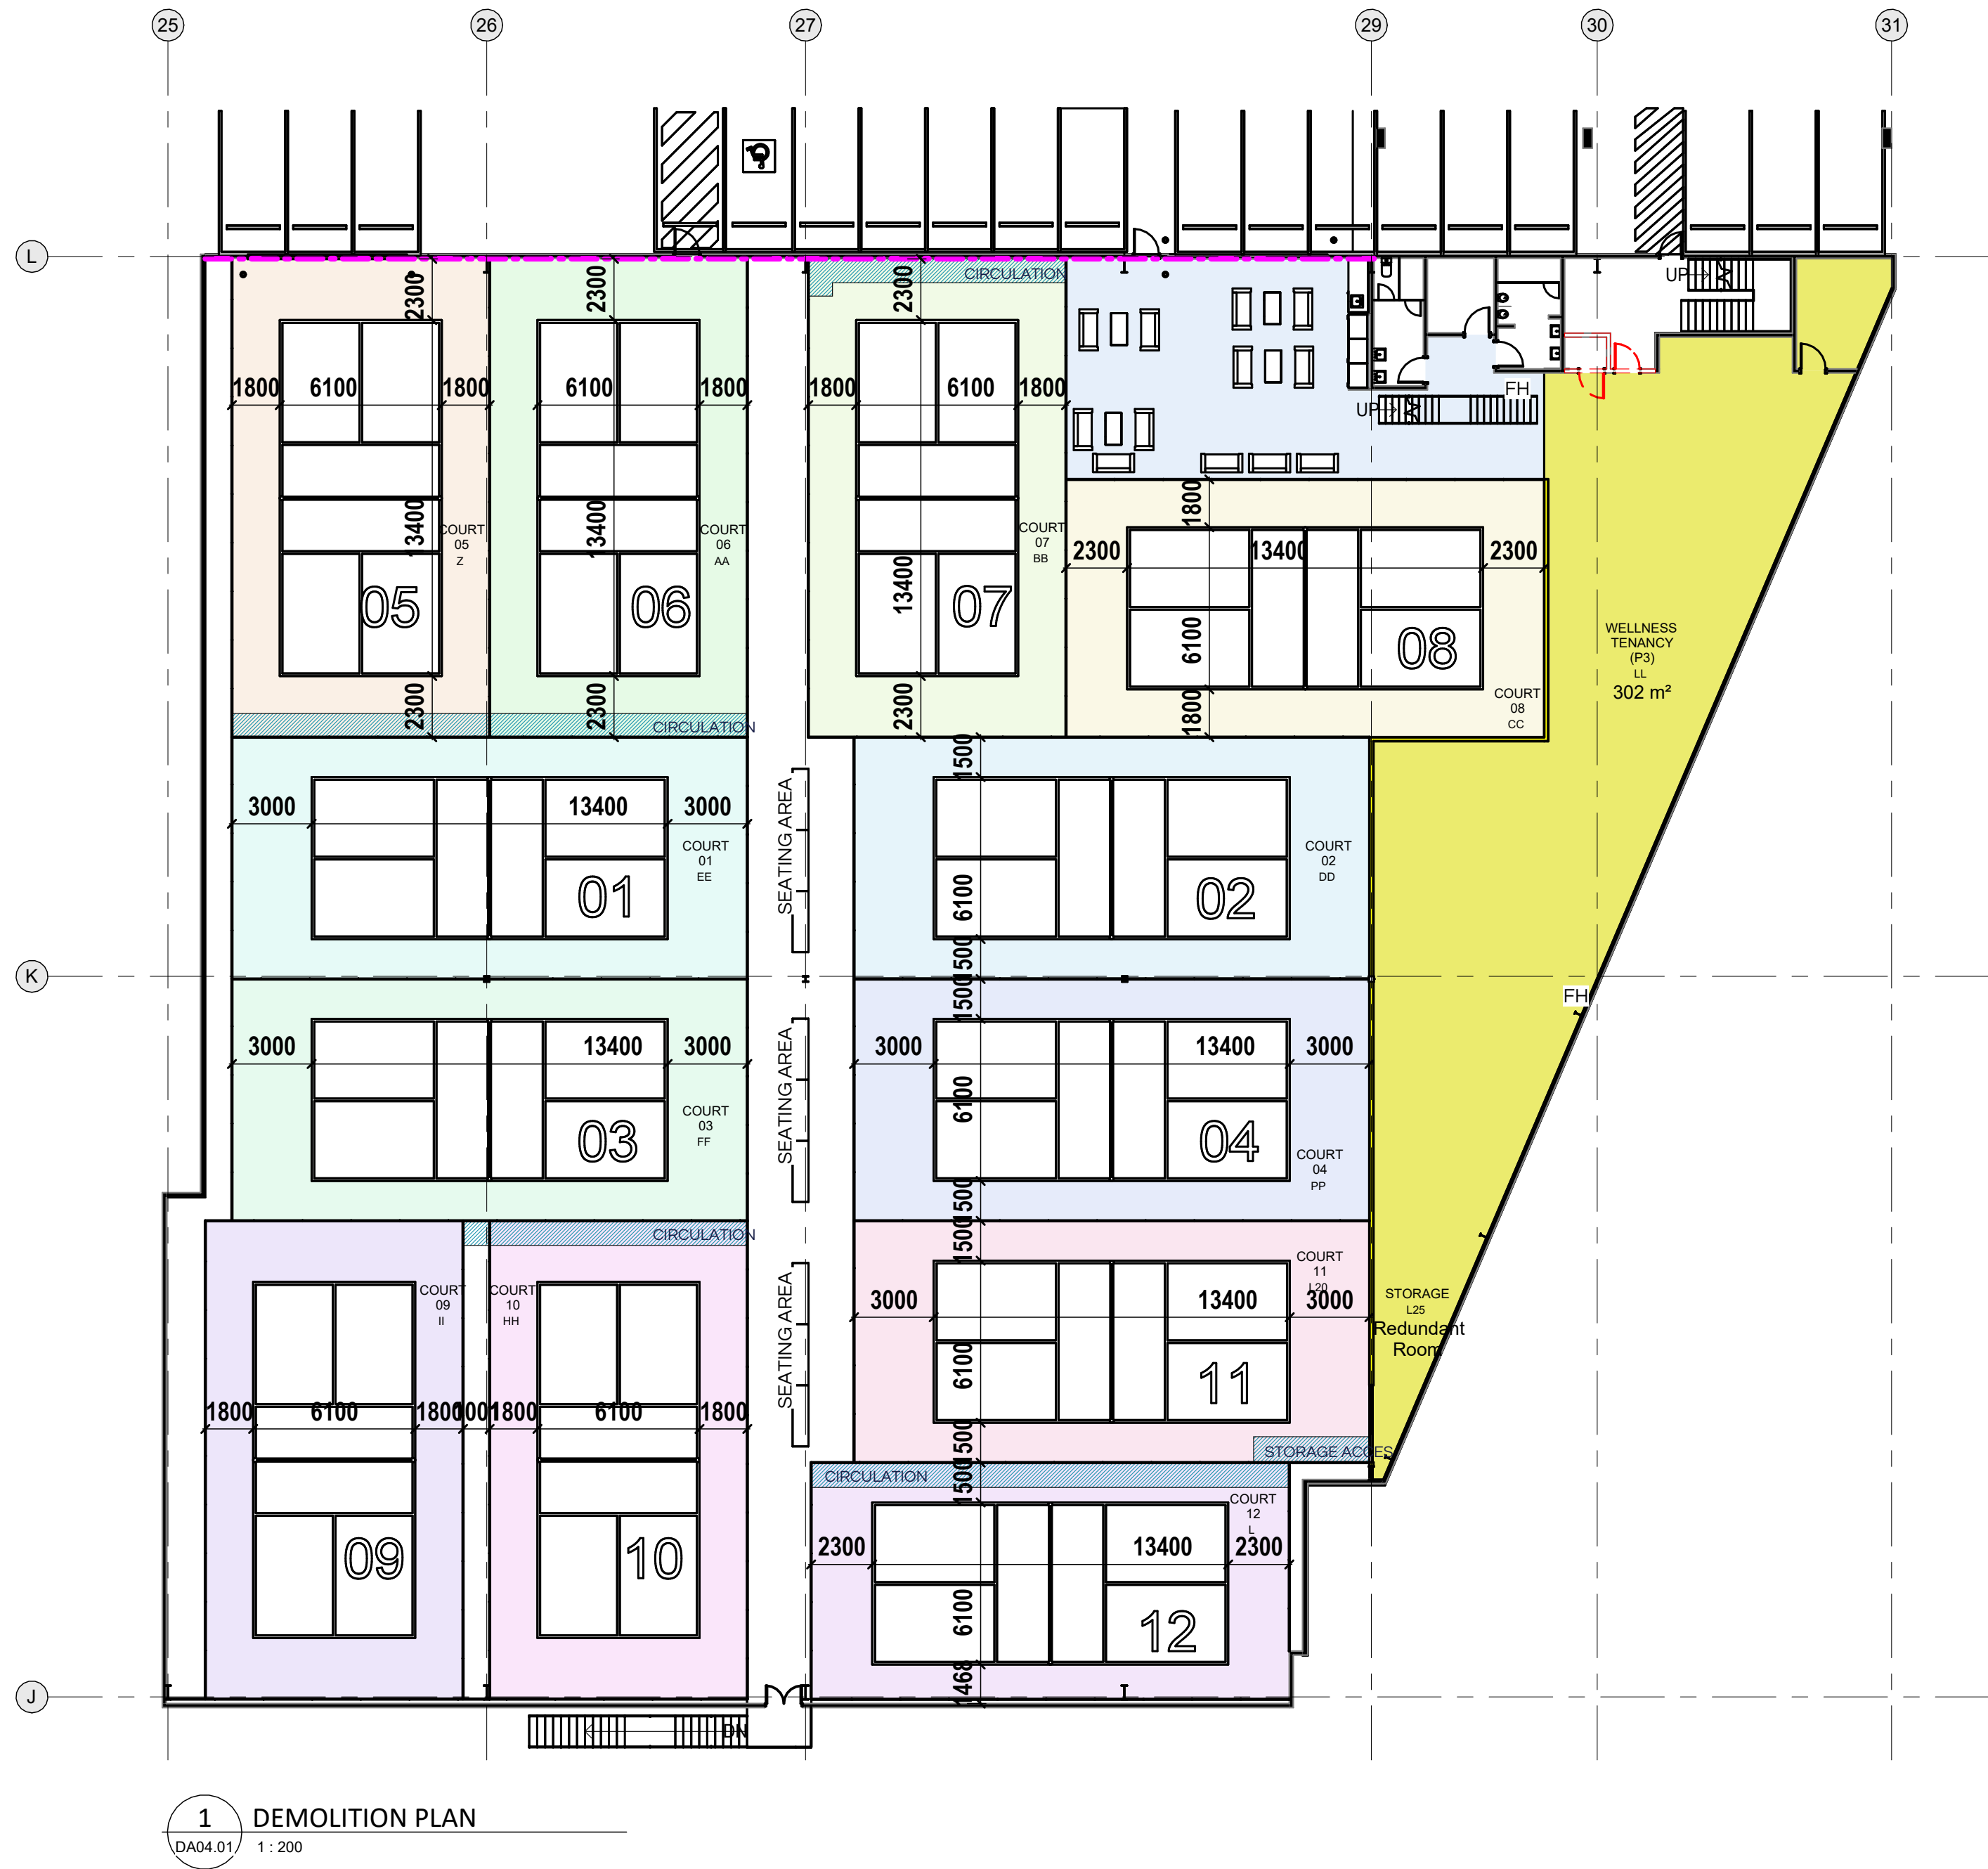 25 26 27 29 30 31
L
CIRCULATION
2300 2300 2300
UP
1800 6100 1800 6100 1800 1800 6100 1800
FH
UP
1800
COURT
05
Z
13400
COURT
06
AA
13400
COURT
07
BB
13400
2300 13400 2300
05 06 07 08
6100
WELLNESS
TENANCY
(P3)
LL
302 m²
COURT
08
CC
2300 2300 2300 1800
CIRCULATION
1500
3000 13400 3000
SEATING AREA
COURT
01
EE
COURT
02
DD
01 02
6100
1500
K
1500
FH
3000 13400 3000
SEATING AREA
3000 13400 3000
6100
COURT
03
FF
03 04
COURT
04
PP
1500
CIRCULATION
1500
COURT
09
II
COURT
10
HH
SEATING AREA
COURT
11
L20
3000 13400 3000
STORAGE
L25
Redundant
Room
6100
11
1800 6100 1800 1800 6100 1800
1500
STORAGE ACCES
CIRCULATION
1500
COURT
12
L
2300 13400 2300
09 10
6100
12
1468
J
DN
1 DEMOLITION PLAN
DA04.01 1 : 200